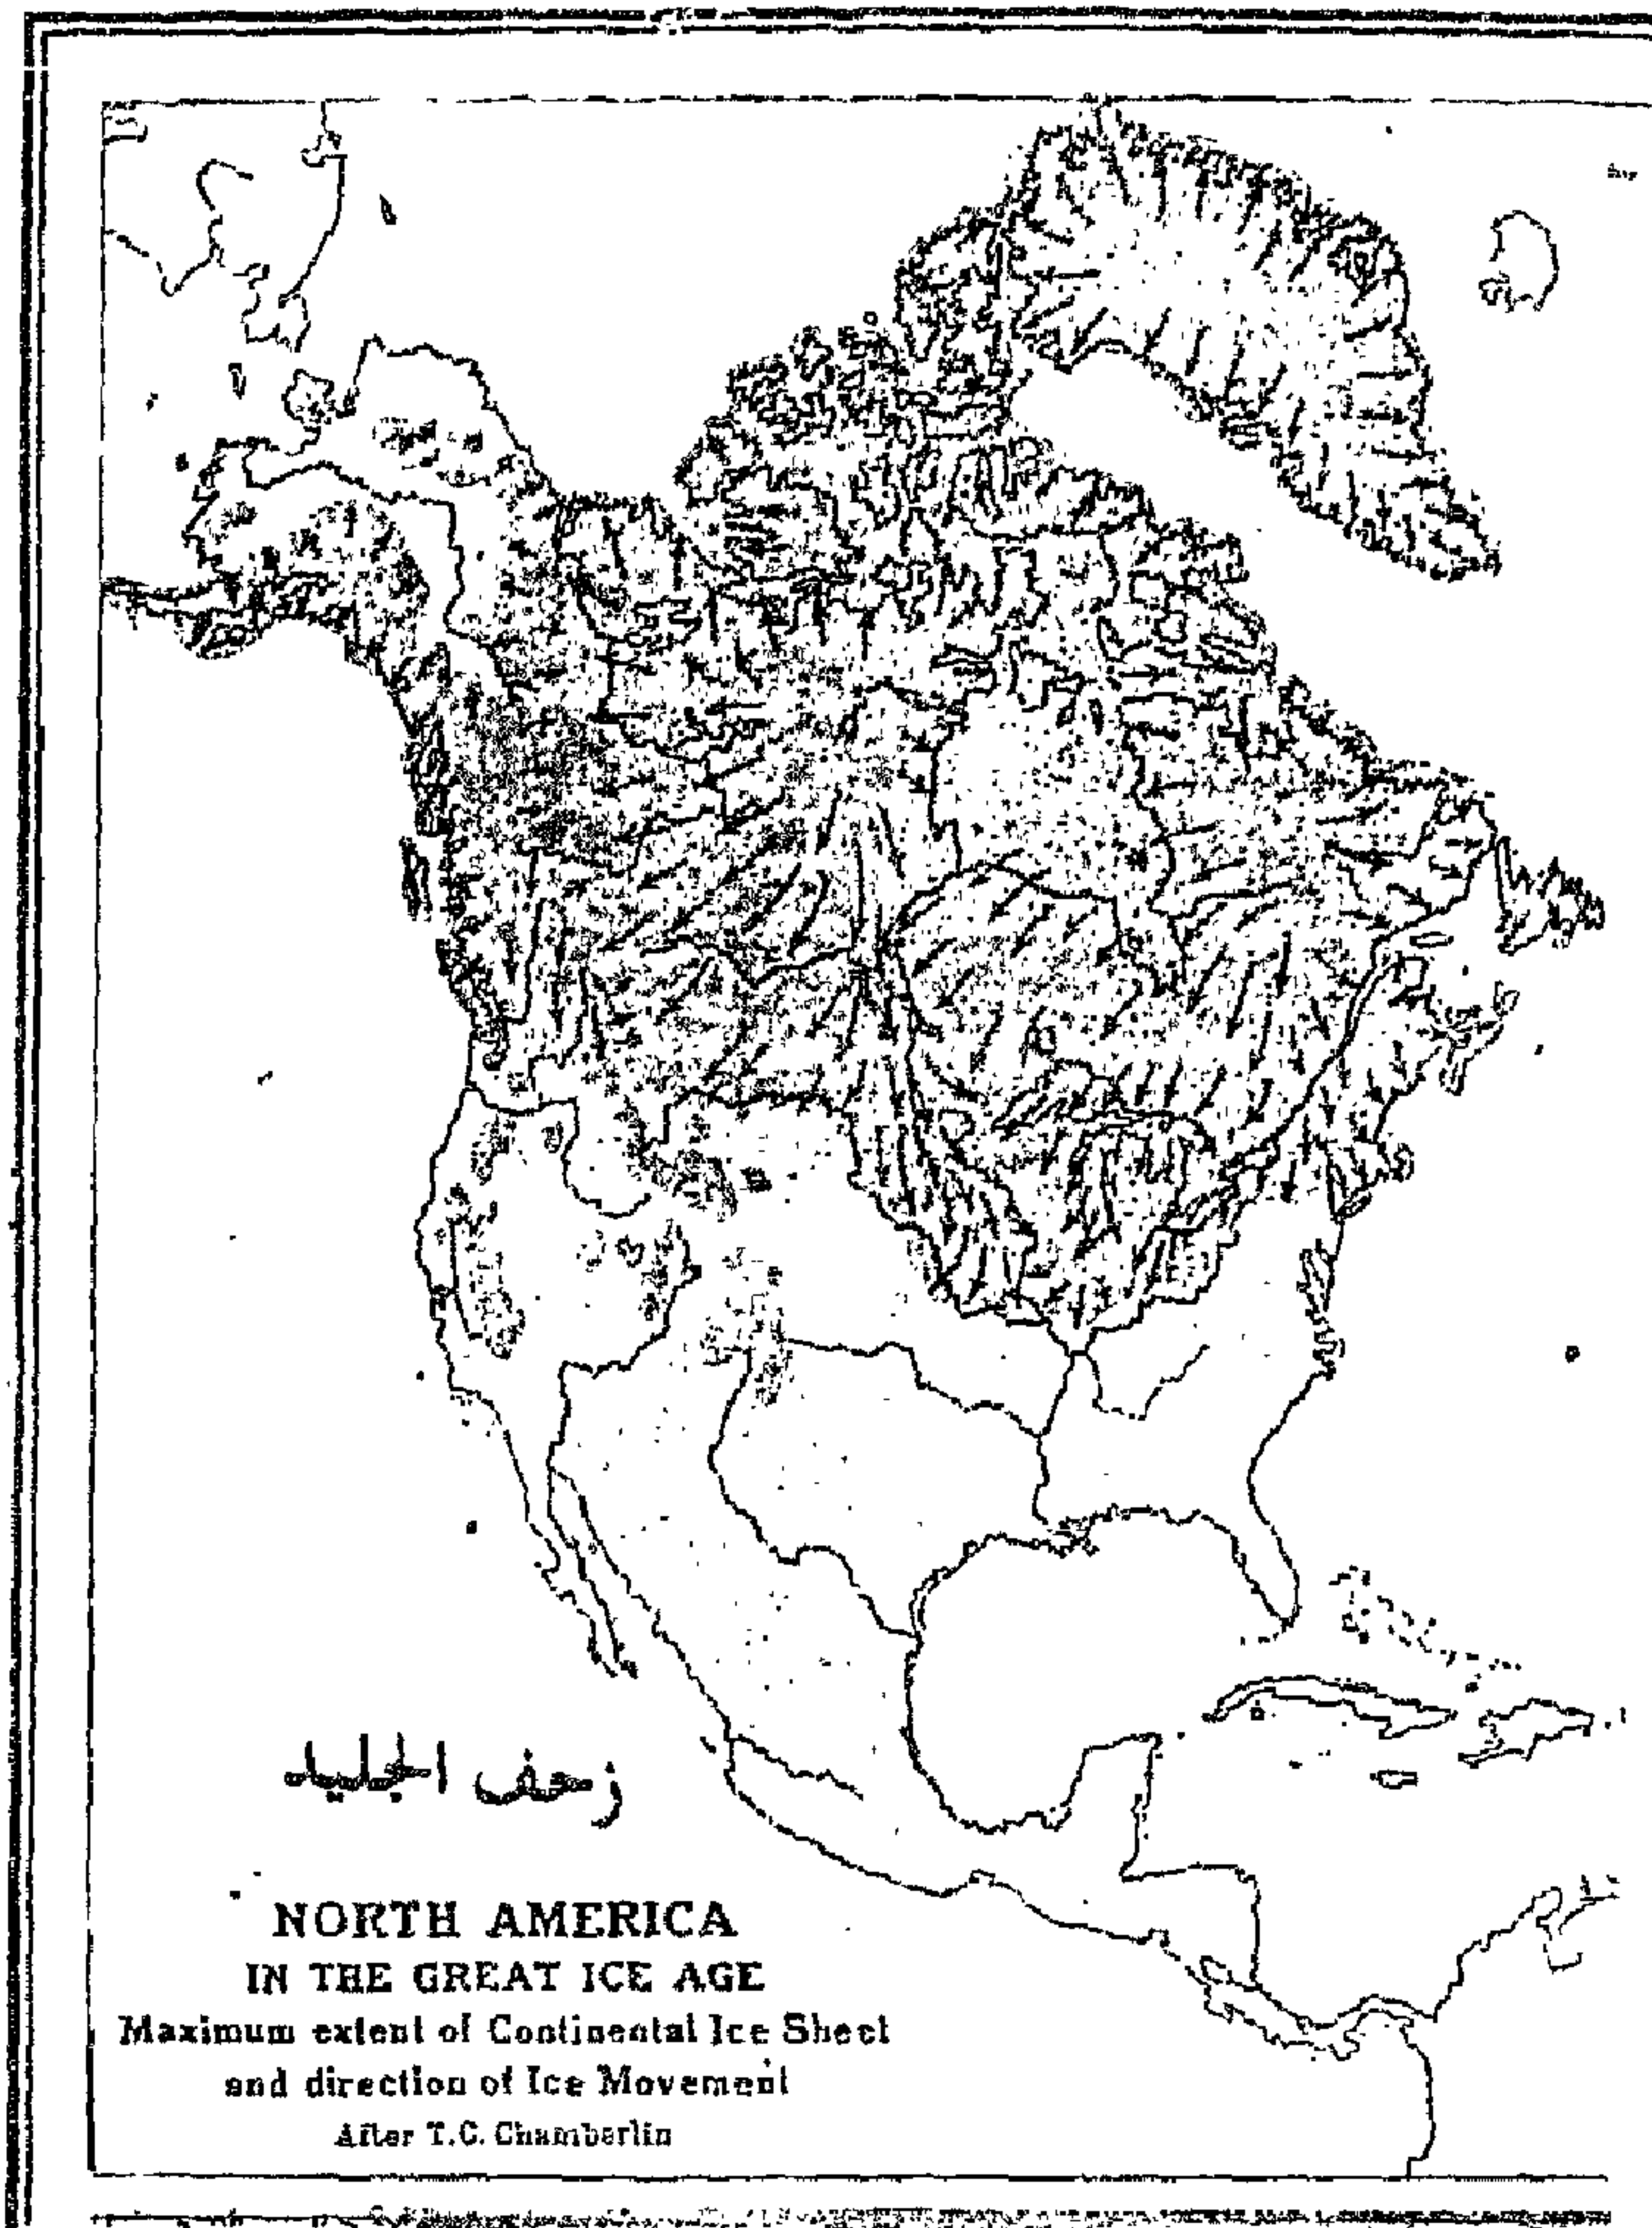 زحف الجليد
NORTH AMERICA
IN THE GREAT ICE AGE
Maximum extent of Continental Ice Sheet
and direction of Ice Movement
After T.C. Chamberlin